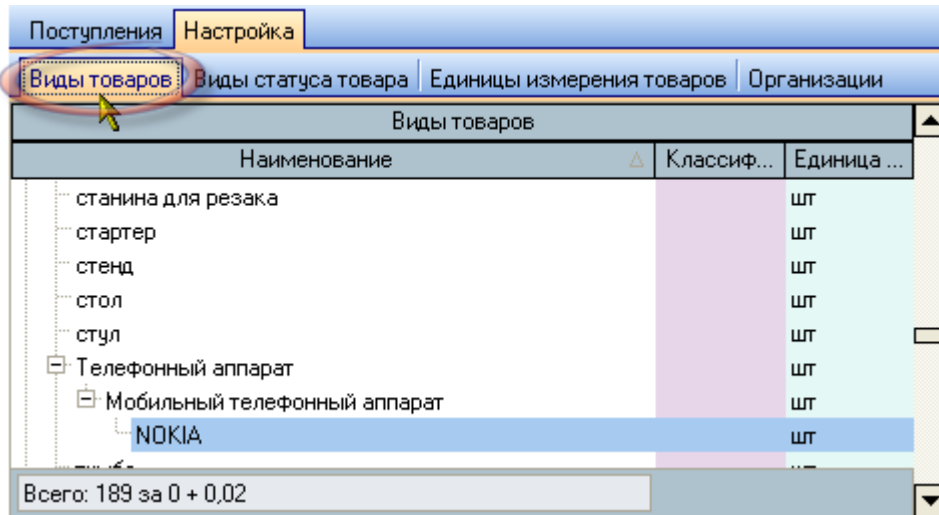 Поступления Настройка
Виды товаров Виды статуса товара Единицы измерения товаров Организации
Виды товаров
Наименование Классиф... Единица ...
станина для резака шт
стартер шт
стенд шт
стол шт
стул шт
Телефонный аппарат шт
Мобильный телефонный аппарат шт
NOKIA шт
Всего: 189 за 0 + 0,02